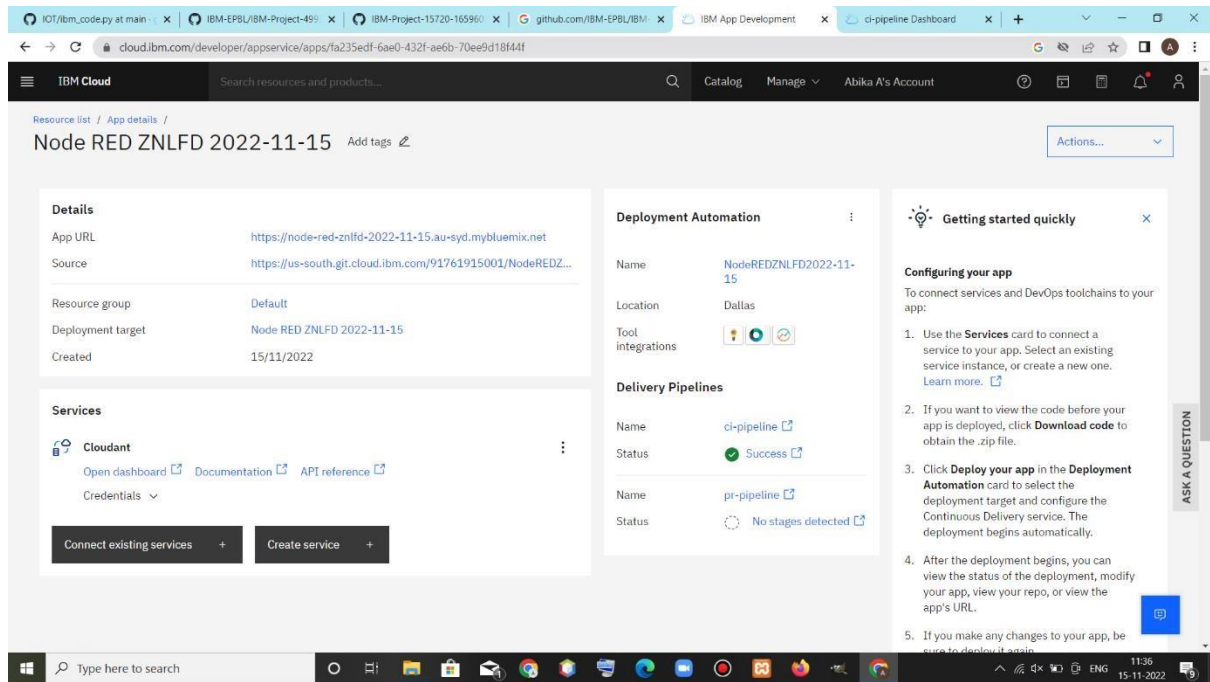 IOT/ibm_code.py at main · g
IBM-EPBL/IBM-Project-499
IBM-Project-15720-165960
github.com/IBM-EPBL/IBM-
IBM App Development
ci-pipeline Dashboard
cloud.ibm.com/developer/appservice/apps/fa235edf-6ae0-432f-ae6b-70ee9d18f44f
IBM Cloud
Search resources and products...
Catalog
Manage
Abika A's Account
Resource list / App details /
Node RED ZNLFD 2022-11-15 Add tags
Actions...
Details
App URL https://node-red-znlfd-2022-11-15.au-syd.mybluemix.net
Source https://us-south.git.cloud.ibm.com/91761915001/NodeREDZ...
Resource group Default
Deployment target Node RED ZNLFD 2022-11-15
Created 15/11/2022
Services
Cloudant
Open dashboard Documentation API reference
Credentials
Connect existing services + Create service +
Deployment Automation
Name NodeREDZNLFD2022-11-
15
Location Dallas
Tool
integrations
Delivery Pipelines
Name ci-pipeline
Status Success
Name pr-pipeline
Status No stages detected
Getting started quickly
Configuring your app
To connect services and DevOps toolchains to your
app:
1. Use the Services card to connect a
service to your app. Select an existing
service instance, or create a new one.
Learn more.
2. If you want to view the code before your
app is deployed, click Download code to
obtain the .zip file.
3. Click Deploy your app in the Deployment
Automation card to select the
deployment target and configure the
Continuous Delivery service. The
deployment begins automatically.
4. After the deployment begins, you can
view the status of the deployment, modify
your app, view your repo, or view the
app's URL.
5. If you make any changes to your app, be
sure to deploy it again.
ASK A QUESTION
Type here to search
ENG
11:36
15-11-2022